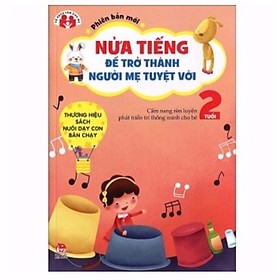 Phiên bản mới
NỬA TIẾNG
ĐỂ TRỞ THÀNH
NGƯỜI MẸ TUYỆT VỜI
Cẩm nang rèn luyện
phát triển trí thông minh cho bé
2
TUỔI
THƯƠNG HIỆU
SÁCH
NUÔI DẠY CON
BÁN CHẠY